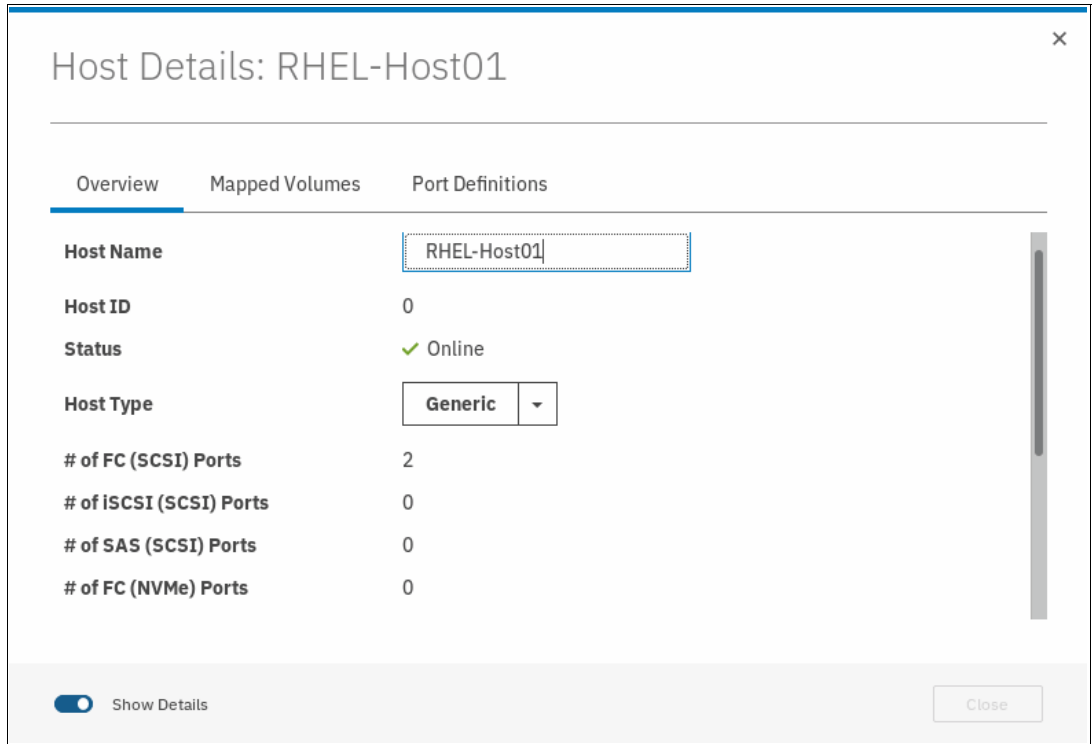 Host Details: RHEL-Host01
Overview Mapped Volumes Port Definitions
Host Name RHEL-Host01
Host ID 0
Status Online
Host Type Generic
# of FC (SCSI) Ports 2
# of iSCSI (SCSI) Ports 0
# of SAS (SCSI) Ports 0
# of FC (NVMe) Ports 0
Show Details Close